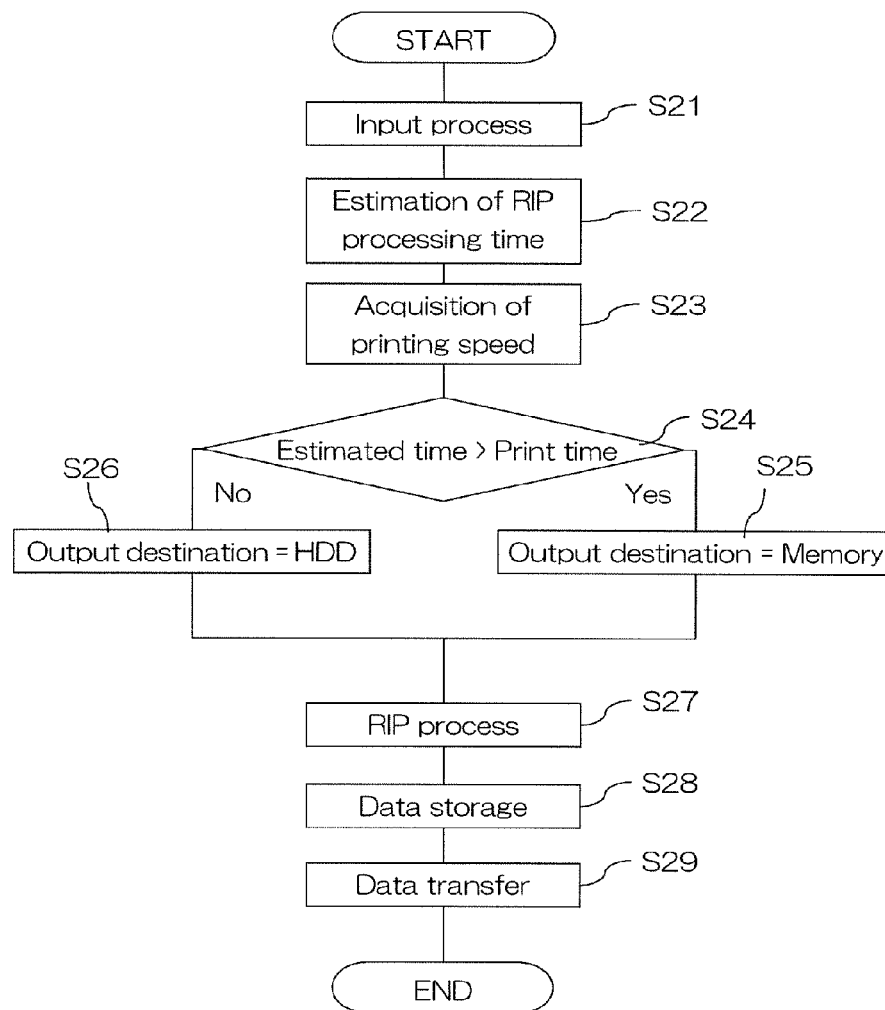 START
Input process
S21
Estimation of RIP
processing time
S22
Acquisition of
printing speed
S23
Estimated time > Print time
S24
No
Yes
S26
S25
Output destination = HDD
Output destination = Memory
RIP process
S27
Data storage
S28
Data transfer
S29
END